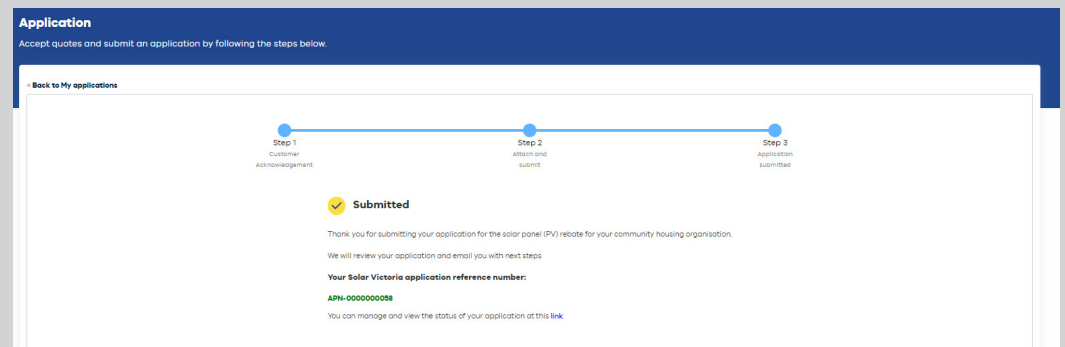 Application
Accept quotes and submit an application by following the steps below.
< Back to My applications
Step 1
Customer
Acknowledgement
Step 2
Attach and
submit
Step 3
Application
submitted
Submitted
Thank you for submitting your application for the solar panel (PV) rebate for your community housing organisation.
We will review your application and email you with next steps
Your Solar Victoria application reference number:
APN-0000000058
You can manage and view the status of your application at this link